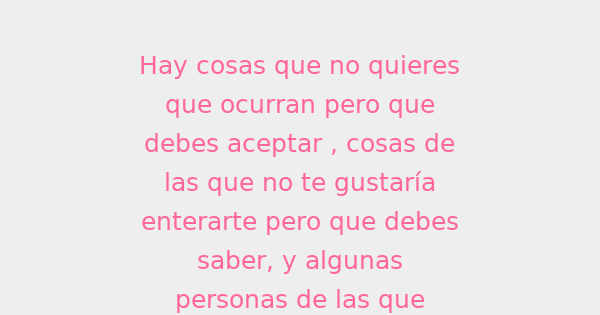 Hay cosas que no quieres
que ocurran pero que
debes aceptar , cosas de
las que no te gustaría
enterarte pero que debes
saber, y algunas
personas de las que